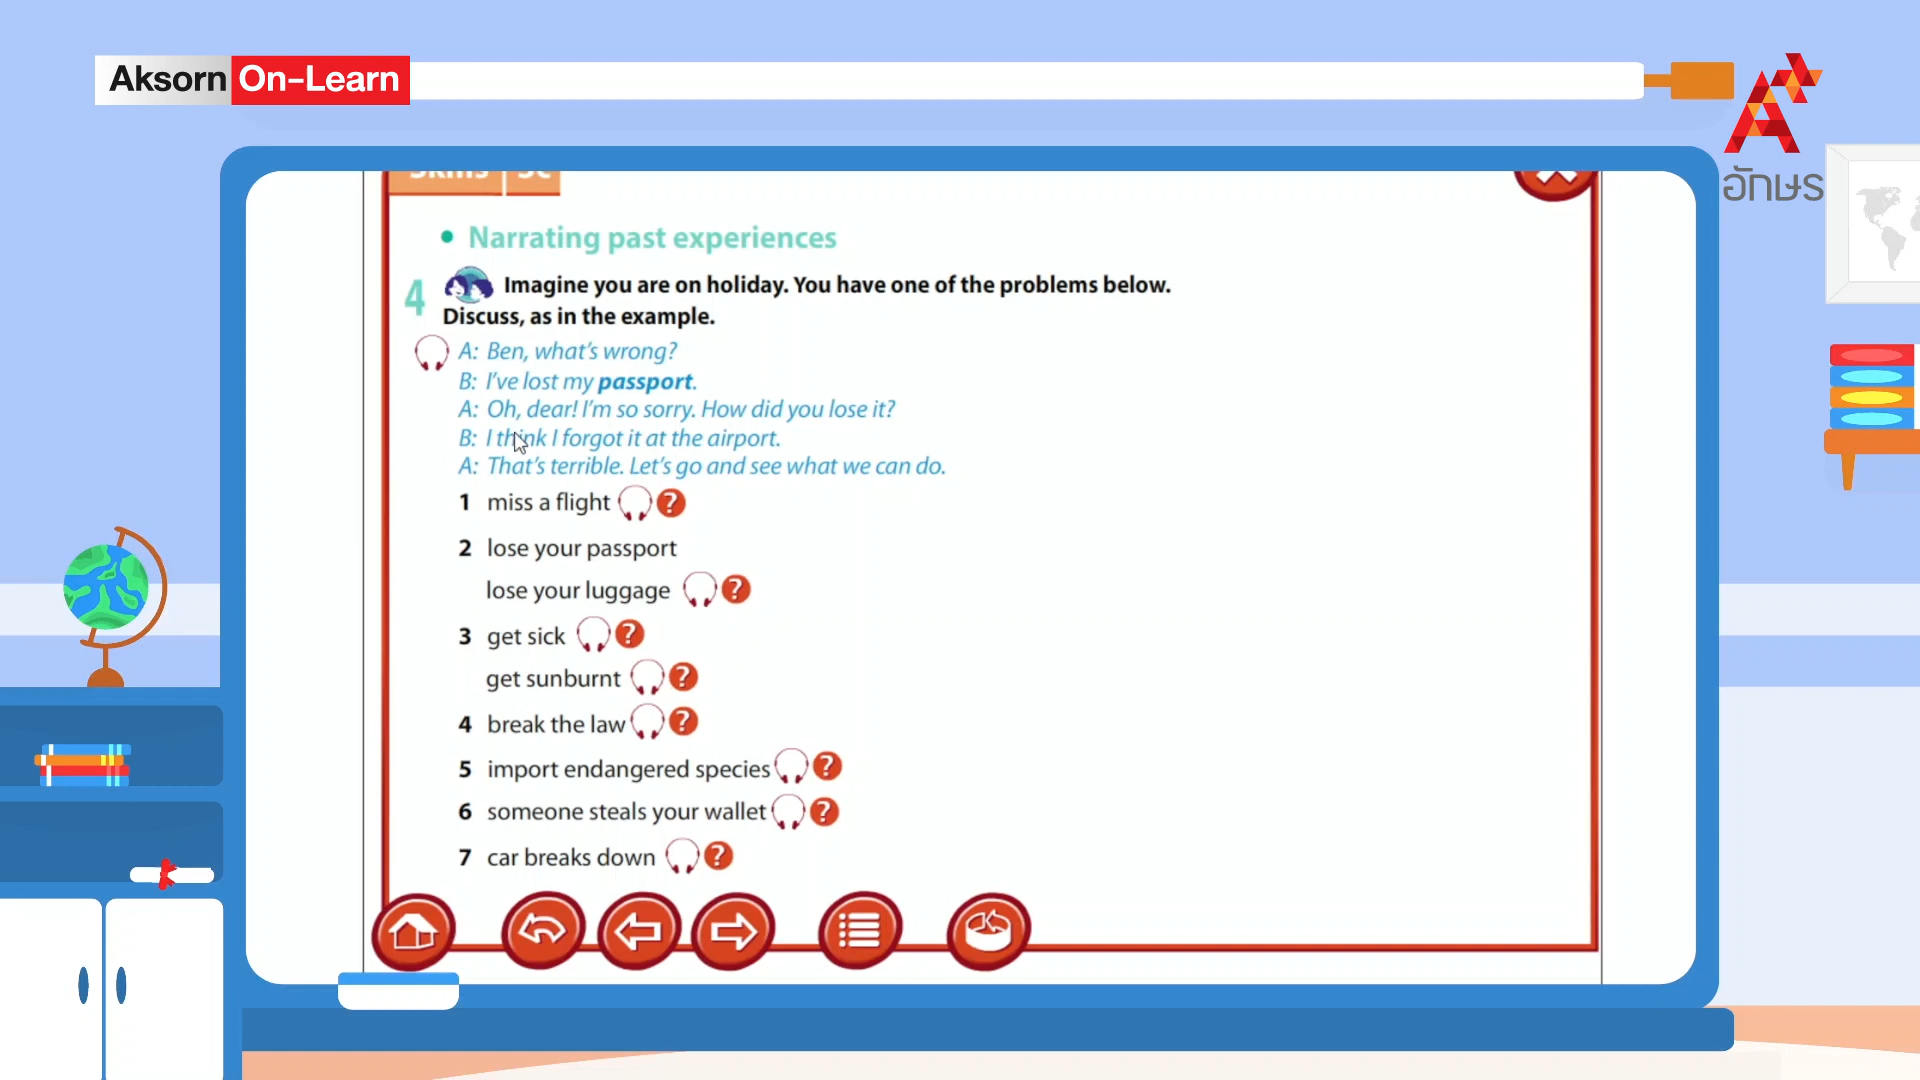 Aksorn On-Learn
อักษร
Skills 5c
• Narrating past experiences
4 Imagine you are on holiday. You have one of the problems below.
Discuss, as in the example.
A: Ben, what's wrong?
B: I've lost my passport.
A: Oh, dear! I'm so sorry. How did you lose it?
B: I think I forgot it at the airport.
A: That's terrible. Let's go and see what we can do.
1 miss a flight ?
2 lose your passport
lose your luggage ?
3 get sick ?
get sunburnt ?
4 break the law ?
5 import endangered species ?
6 someone steals your wallet ?
7 car breaks down ?